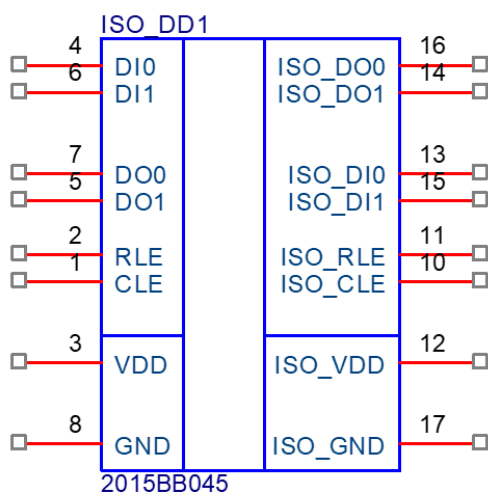 ISO_DD1
4 DI0 ISO_DO0 16
6 DI1 ISO_DO1 14
7 DO0 ISO_DI0 13
5 DO1 ISO_DI1 15
2 RLE ISO_RLE 11
1 CLE ISO_CLE 10
3 VDD ISO_VDD 12
8 GND ISO_GND 17
2015BB045